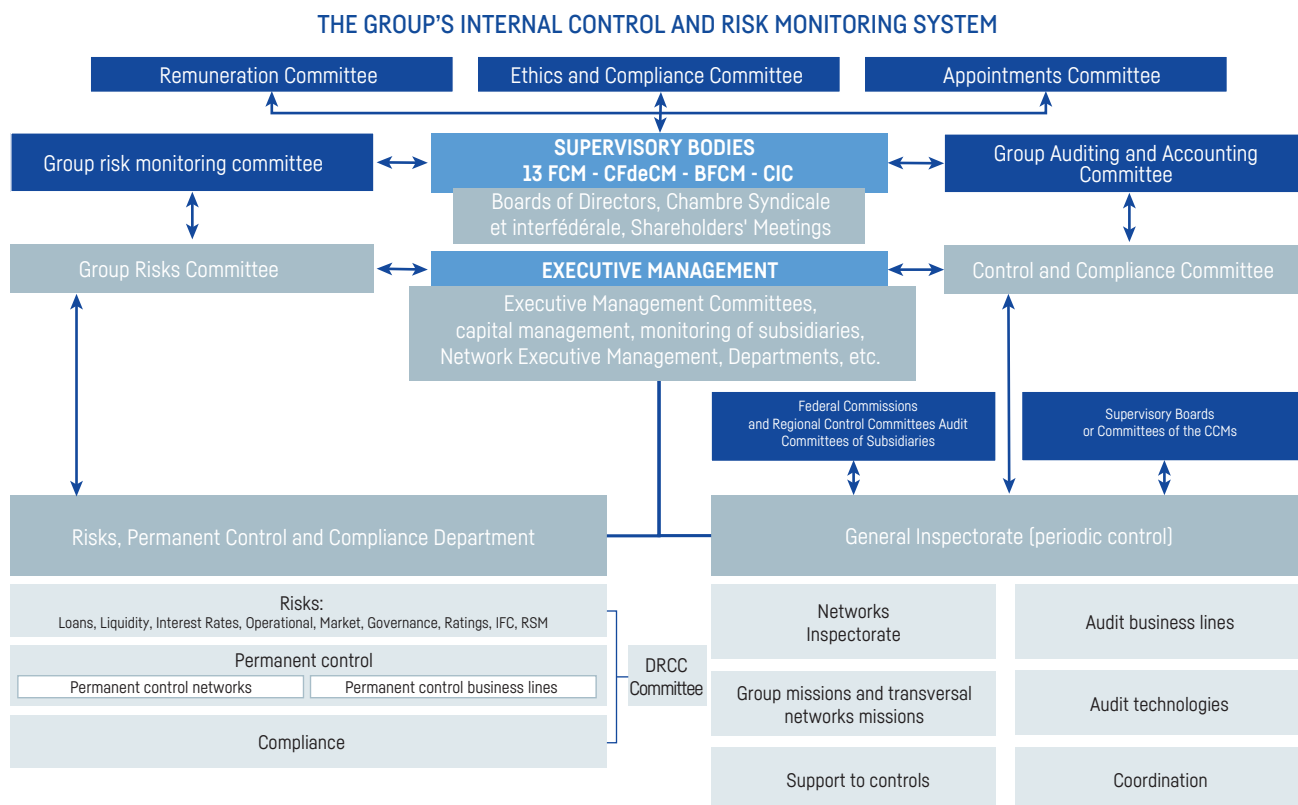 THE GROUP'S INTERNAL CONTROL AND RISK MONITORING SYSTEM
Remuneration Committee
Ethics and Compliance Committee
Appointments Committee
Group risk monitoring committee
SUPERVISORY BODIES
13 FCM - CFdeCM - BFCM - CIC
Boards of Directors, Chambre Syndicale
et interfédérale, Shareholders' Meetings
Group Auditing and Accounting
Committee
Group Risks Committee
EXECUTIVE MANAGEMENT
Executive Management Committees,
capital management, monitoring of subsidiaries,
Network Executive Management, Departments, etc.
Control and Compliance Committee
Federal Commissions
and Regional Control Committees Audit
Committees of Subsidiaries
Supervisory Boards
or Committees of the CCMs
Risks, Permanent Control and Compliance Department
General Inspectorate (periodic control)
Risks:
Loans, Liquidity, Interest Rates, Operational, Market, Governance, Ratings, IFC, RSM
Permanent control
Permanent control networks
Permanent control business lines
Compliance
DRCC
Committee
Networks
Inspectorate
Audit business lines
Group missions and transversal
networks missions
Audit technologies
Support to controls
Coordination